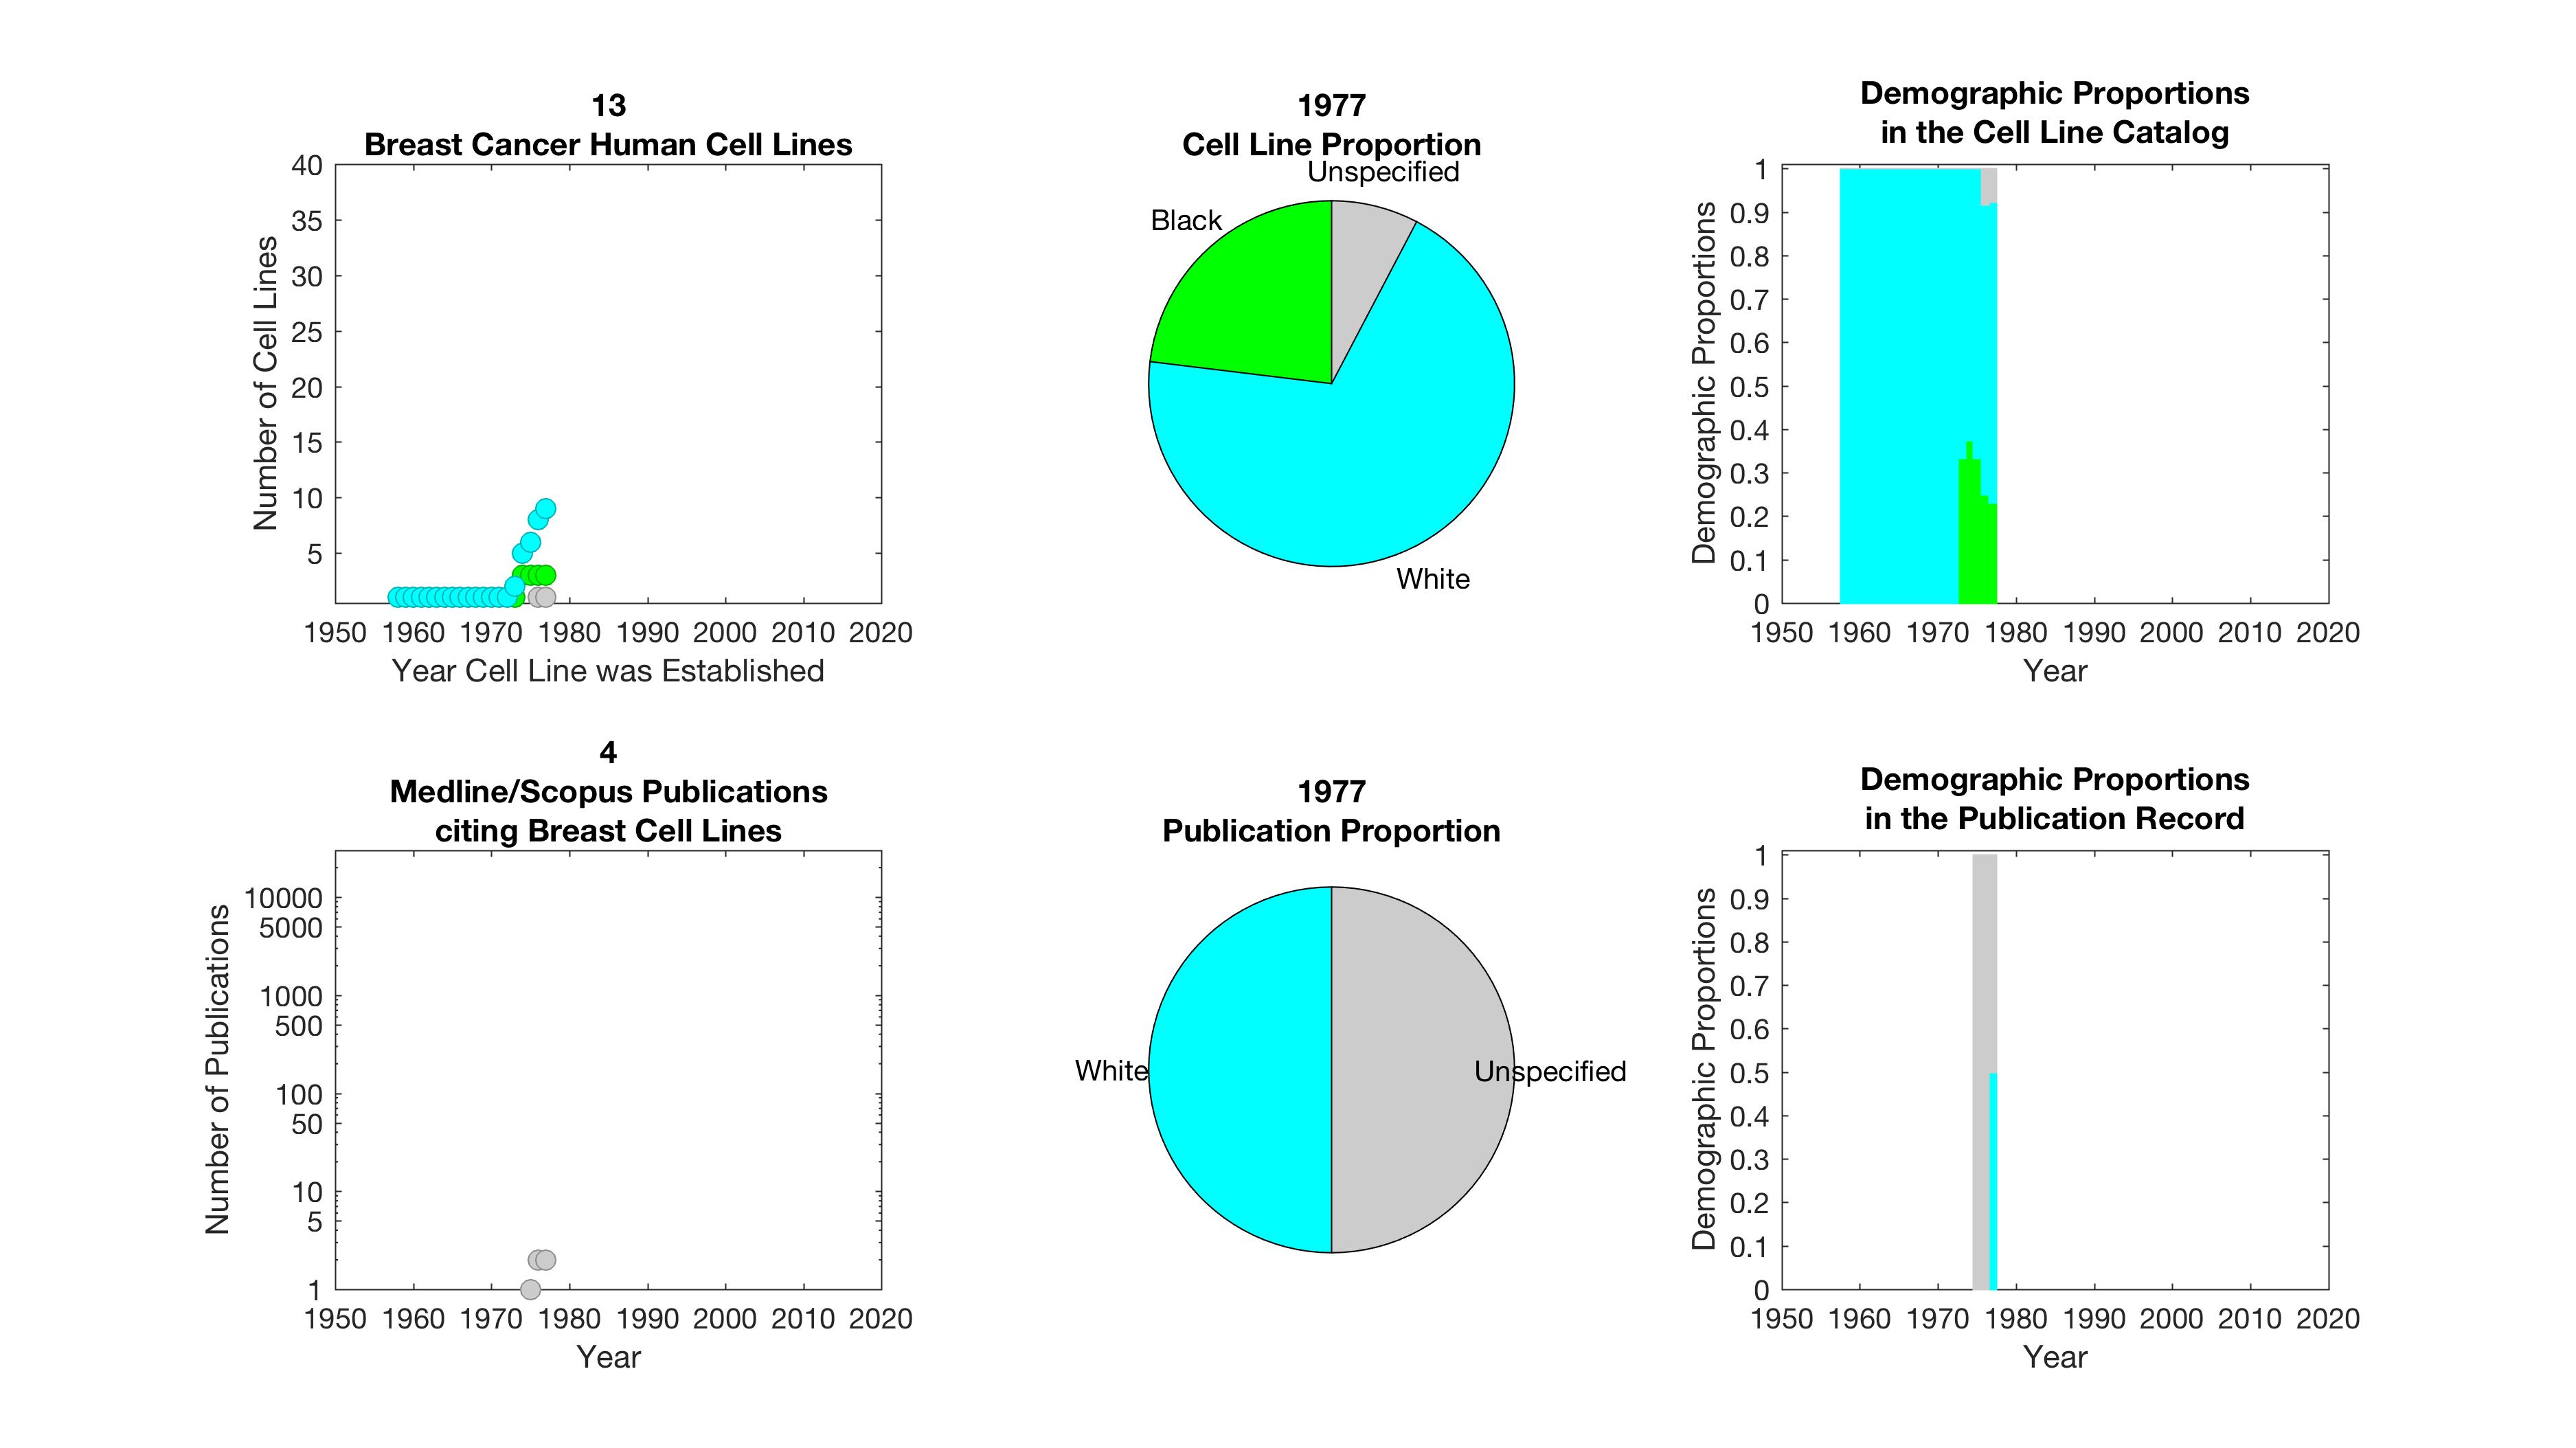 13
Breast Cancer Human Cell Lines
40
35
30
25
20
15
10
5
Number of Cell Lines
1950 1960 1970 1980 1990 2000 2010 2020
Year Cell Line was Established
1977
Cell Line Proportion
Unspecified
Black
White
Demographic Proportions
in the Cell Line Catalog
1
0.9
0.8
0.7
0.6
0.5
0.4
0.3
0.2
0.1
0
Demographic Proportions
1950 1960 1970 1980 1990 2000 2010 2020
Year
4
Medline/Scopus Publications
citing Breast Cell Lines
10000
5000
1000
500
100
50
10
5
1
Number of Publications
1950 1960 1970 1980 1990 2000 2010 2020
Year
1977
Publication Proportion
White
Unspecified
Demographic Proportions
in the Publication Record
1
0.9
0.8
0.7
0.6
0.5
0.4
0.3
0.2
0.1
0
Demographic Proportions
1950 1960 1970 1980 1990 2000 2010 2020
Year